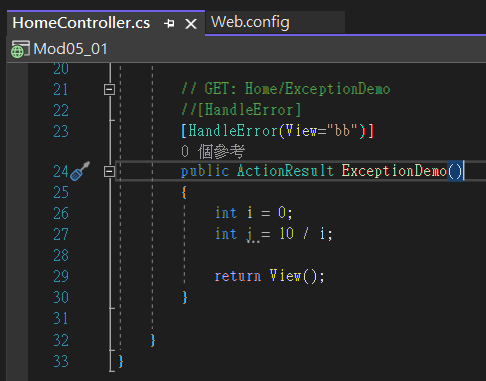 HomeController.cs Web.config
Mod05_01
20
21 // GET: Home/ExceptionDemo
22 //[HandleError]
23 [HandleError(View="bb")]
0 個參考
24 public ActionResult ExceptionDemo()
25 {
26 int i = 0;
27 int j = 10 / i;
28
29 return View();
30 }
31
32 }
33 }